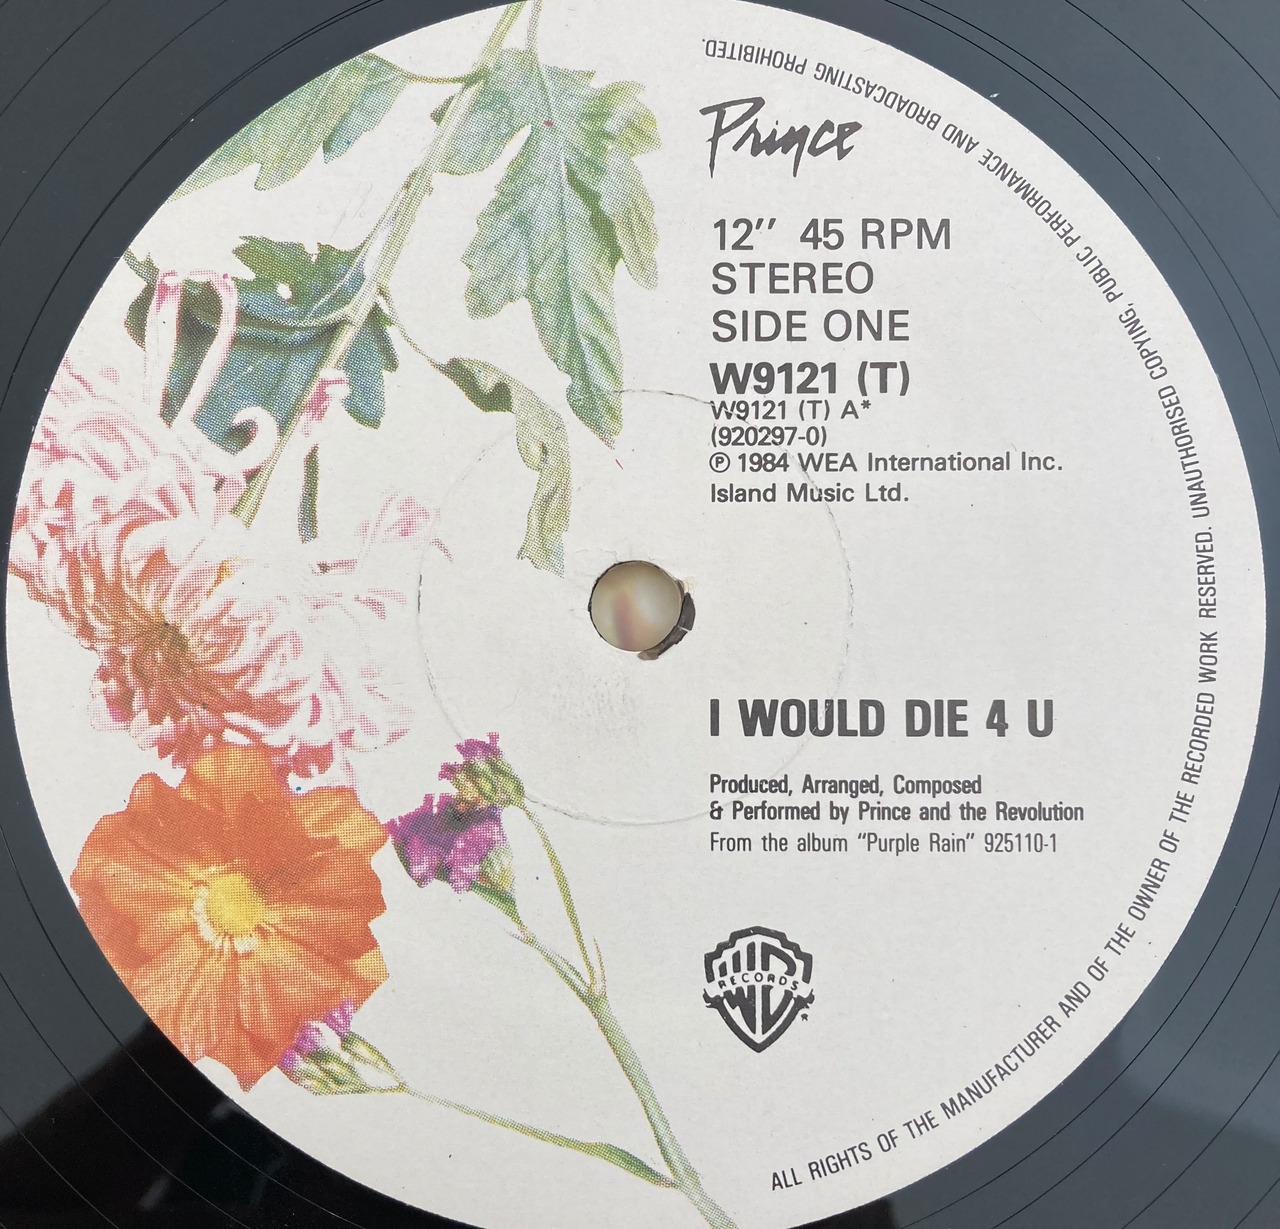 Prince
12″ 45 RPM
STEREO
SIDE ONE
W9121 (T)
W9121 (T) A*
(920297-0)
℗ 1984 WEA International Inc.
Island Music Ltd.
I WOULD DIE 4 U
Produced, Arranged, Composed
& Performed by Prince and the Revolution
From the album “Purple Rain” 925110-1
RECORDS
ALL RIGHTS OF THE MANUFACTURER AND OF THE OWNER OF THE RECORDED WORK RESERVED. UNAUTHORISED COPYING, PUBLIC PERFORMANCE AND BROADCASTING PROHIBITED.